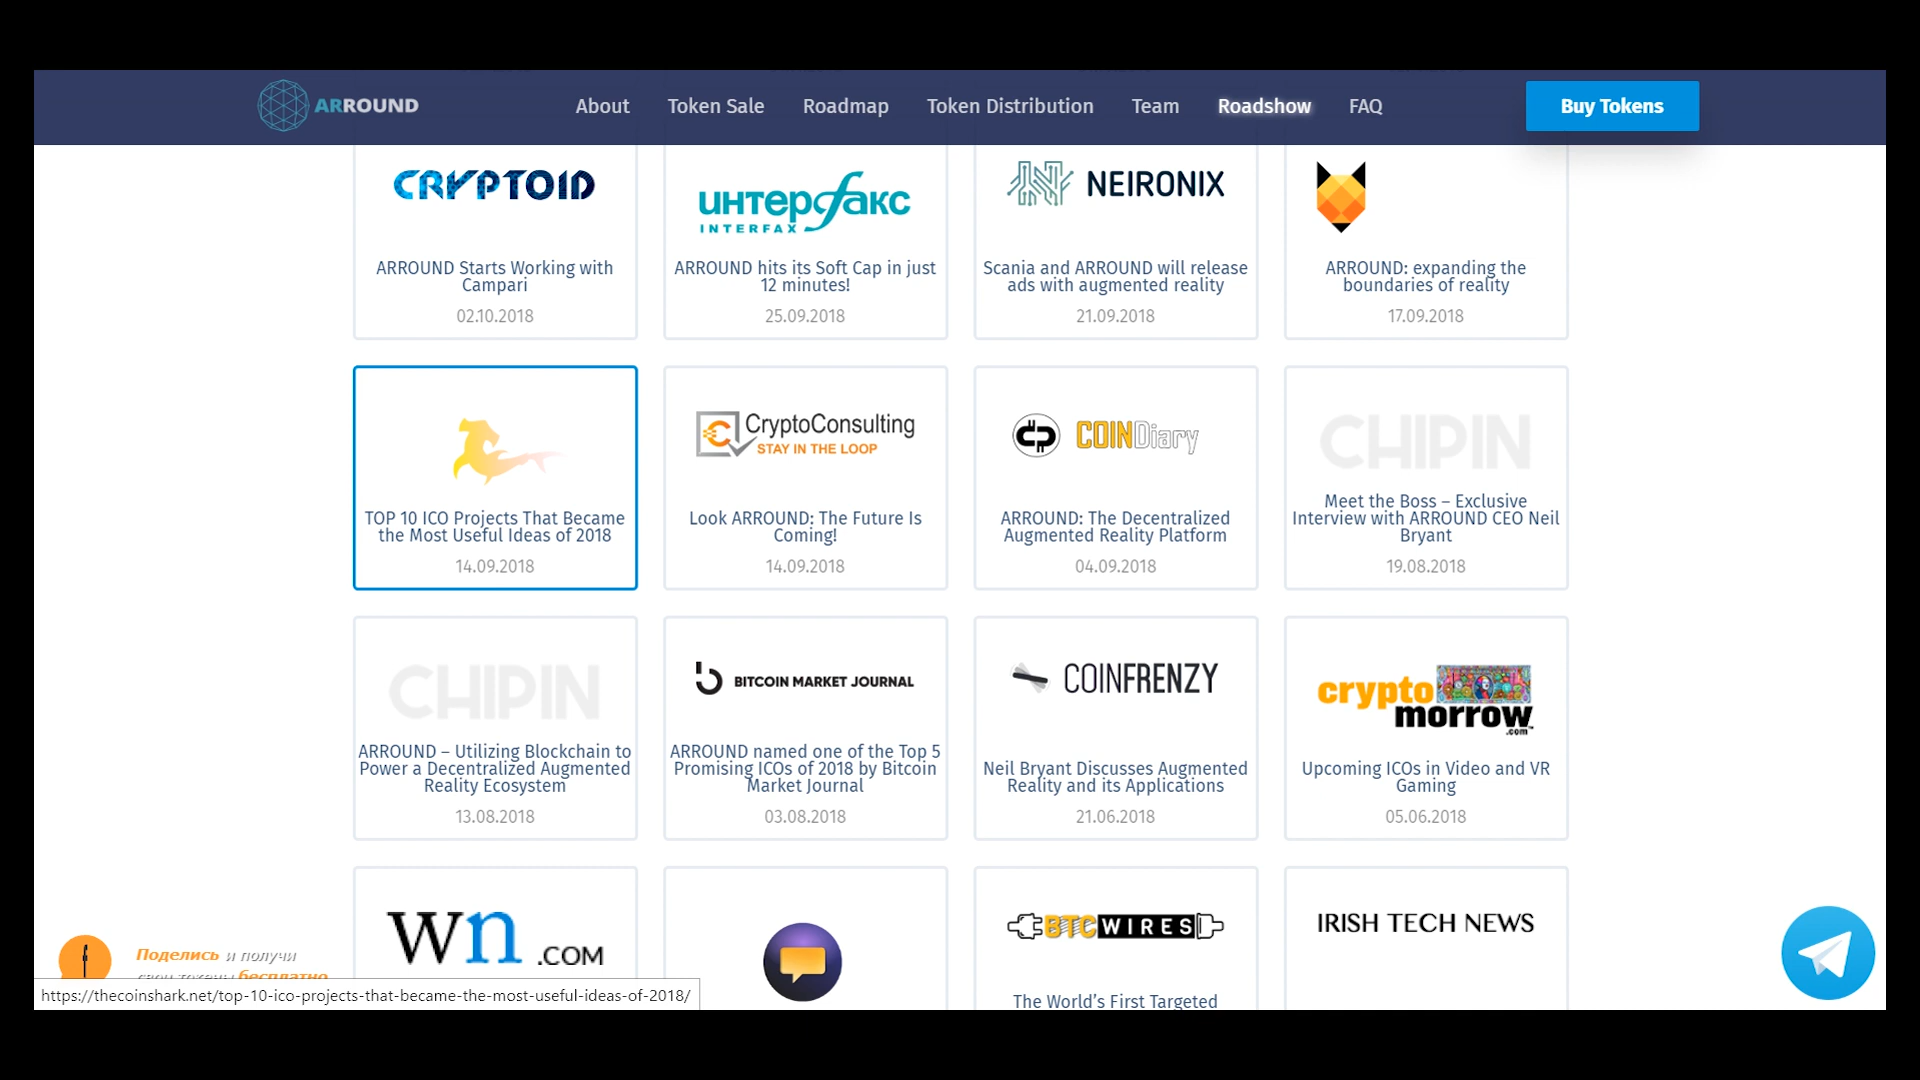 ARROUND
About
Token Sale
Roadmap
Token Distribution
Team
Roadshow
FAQ
Buy Tokens
CRYPTOID
ARROUND Starts Working with
Campari
02.10.2018
интерфакс
INTERFAX
ARROUND hits its Soft Cap in just
12 minutes!
25.09.2018
NEIRONIX
Scania and ARROUND will release
ads with augmented reality
21.09.2018
ARROUND: expanding the
boundaries of reality
17.09.2018
TOP 10 ICO Projects That Became
the Most Useful Ideas of 2018
14.09.2018
CryptoConsulting
STAY IN THE LOOP
Look ARROUND: The Future Is
Coming!
14.09.2018
COINDiary
ARROUND: The Decentralized
Augmented Reality Platform
04.09.2018
CHIPIN
Meet the Boss – Exclusive
Interview with ARROUND CEO Neil
Bryant
19.08.2018
CHIPIN
ARROUND – Utilizing Blockchain to
Power a Decentralized Augmented
Reality Ecosystem
13.08.2018
BITCOIN MARKET JOURNAL
ARROUND named one of the Top 5
Promising ICOs of 2018 by Bitcoin
Market Journal
03.08.2018
COINFRENZY
Neil Bryant Discusses Augmented
Reality and its Applications
21.06.2018
crypto
morrow
.com
Upcoming ICOs in Video and VR
Gaming
05.06.2018
wn.com
BTCWIRES
The World's First Targeted
IRISH TECH NEWS
Поделись и получи
свои токены бесплатно
https://thecoinshark.net/top-10-ico-projects-that-became-the-most-useful-ideas-of-2018/